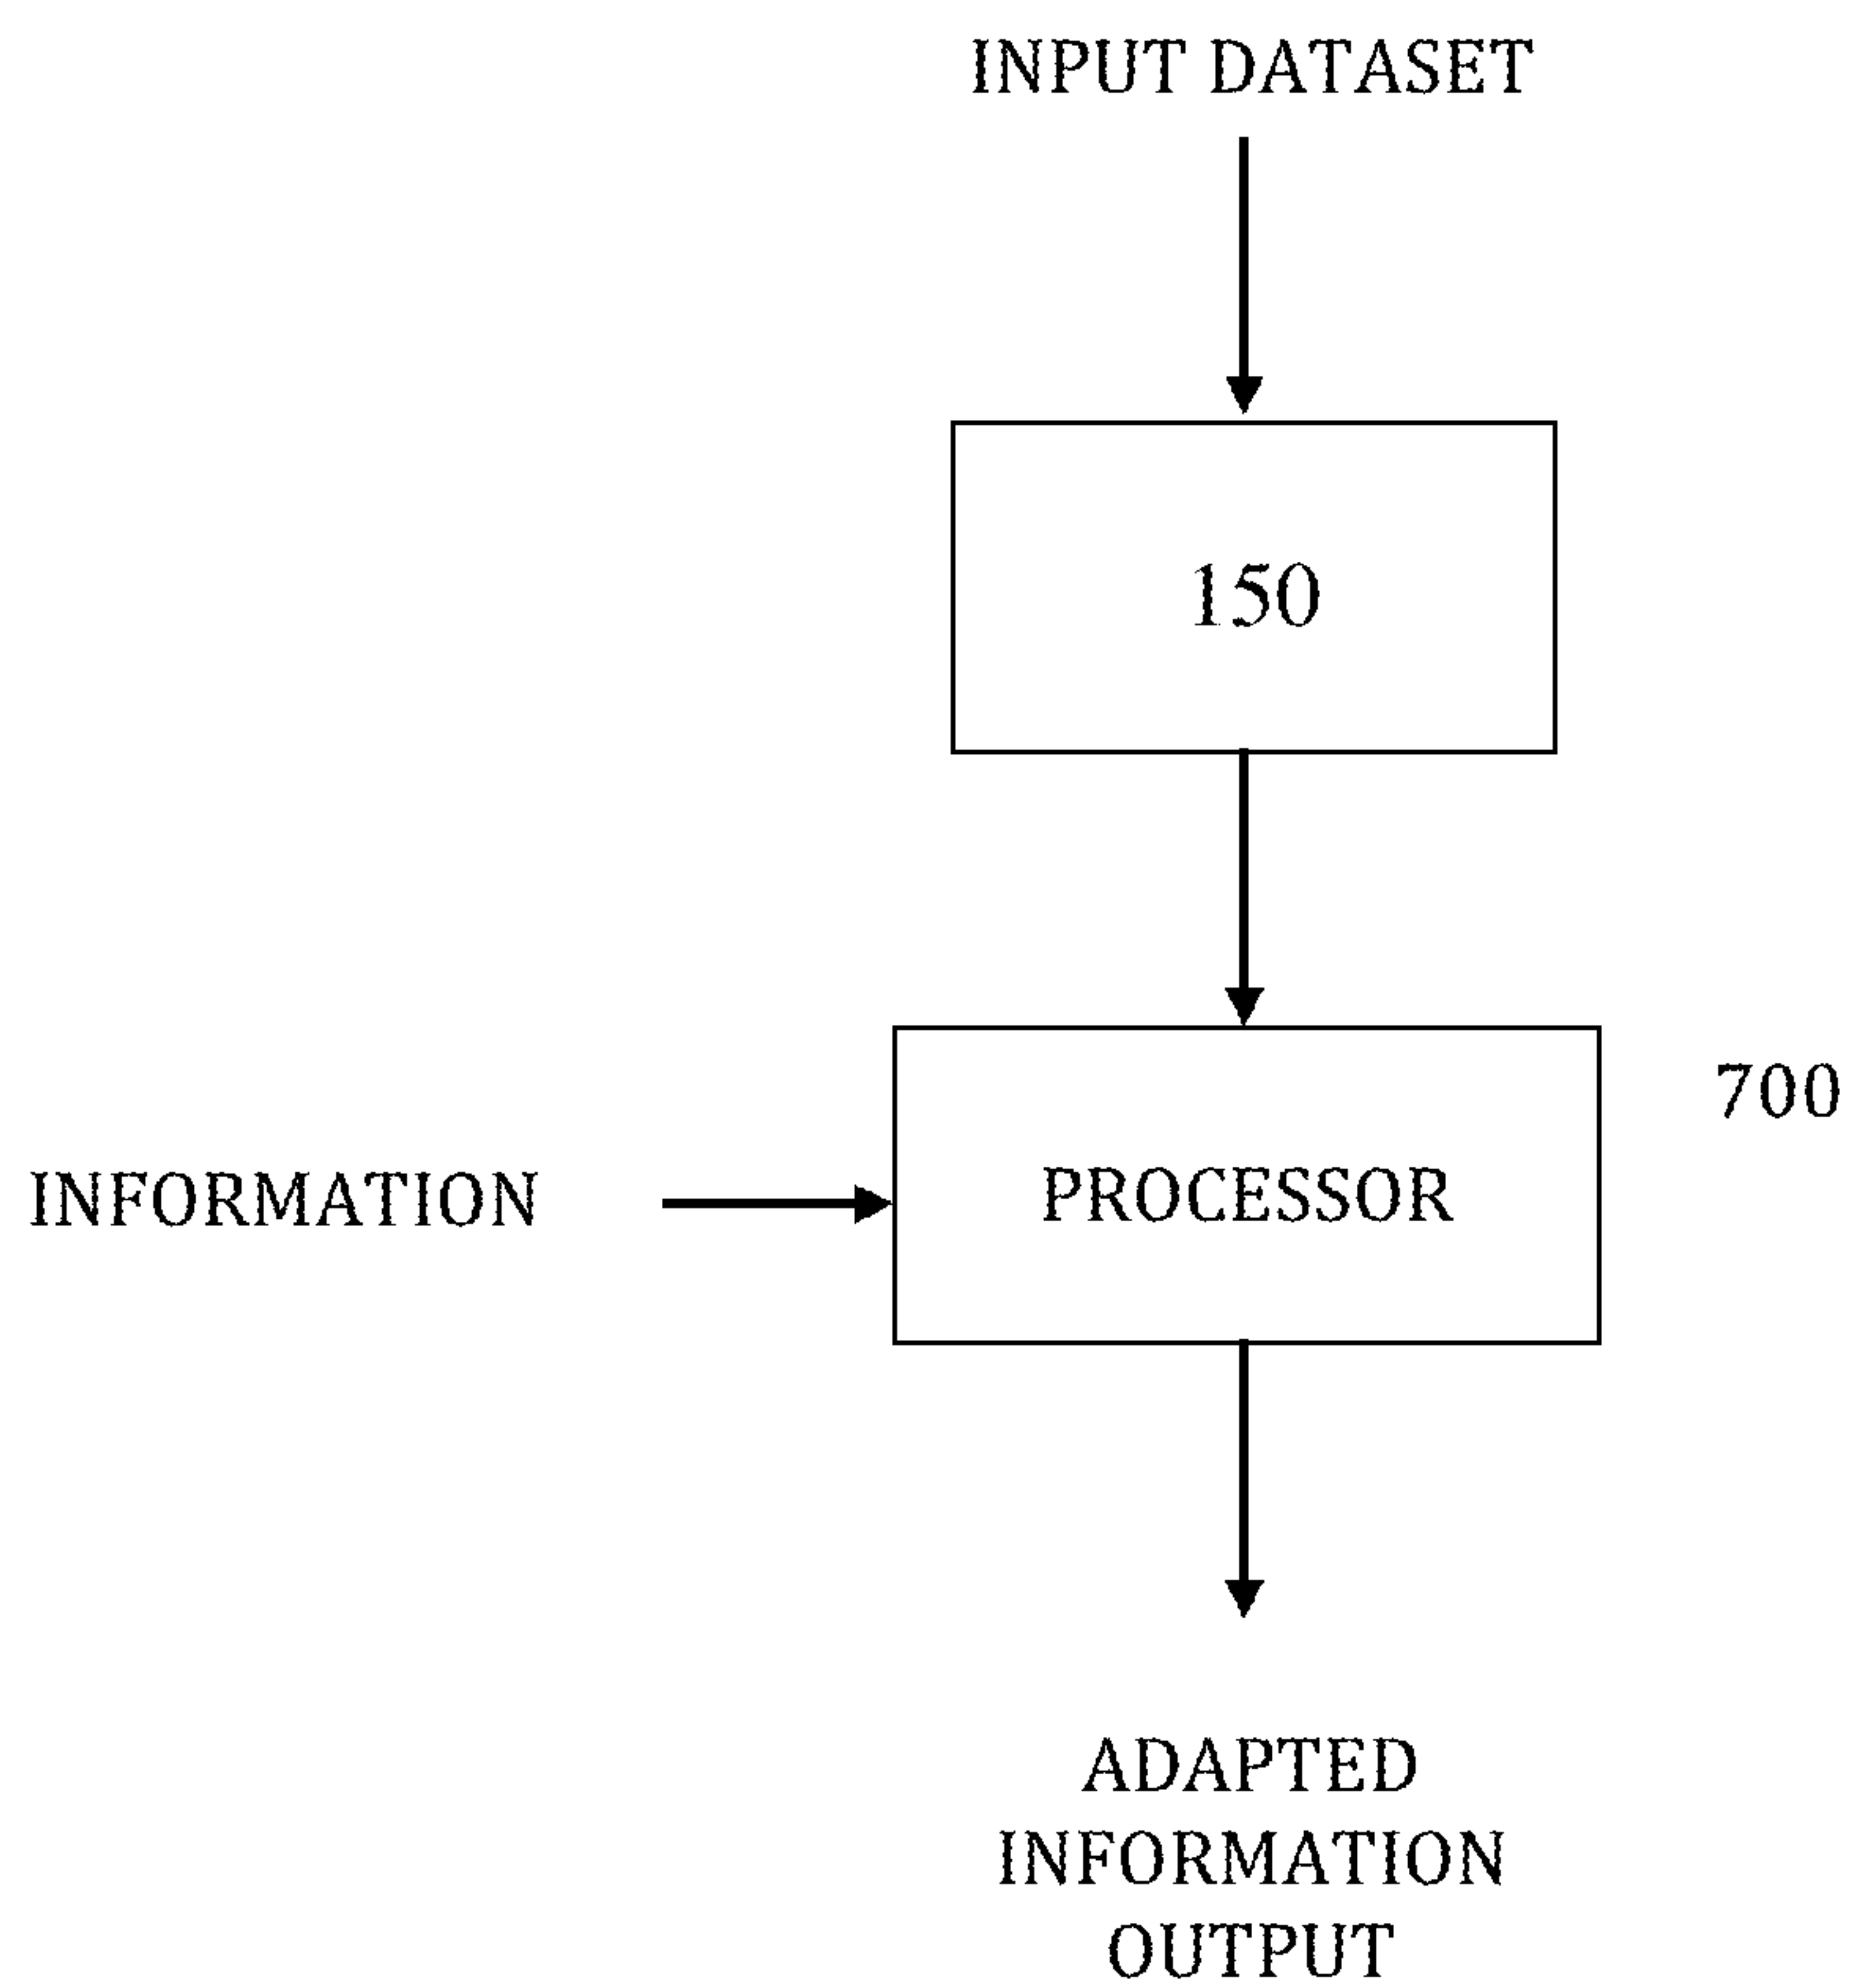 INPUT DATASET
150
700
INFORMATION
PROCESSOR
ADAPTED
INFORMATION
OUTPUT